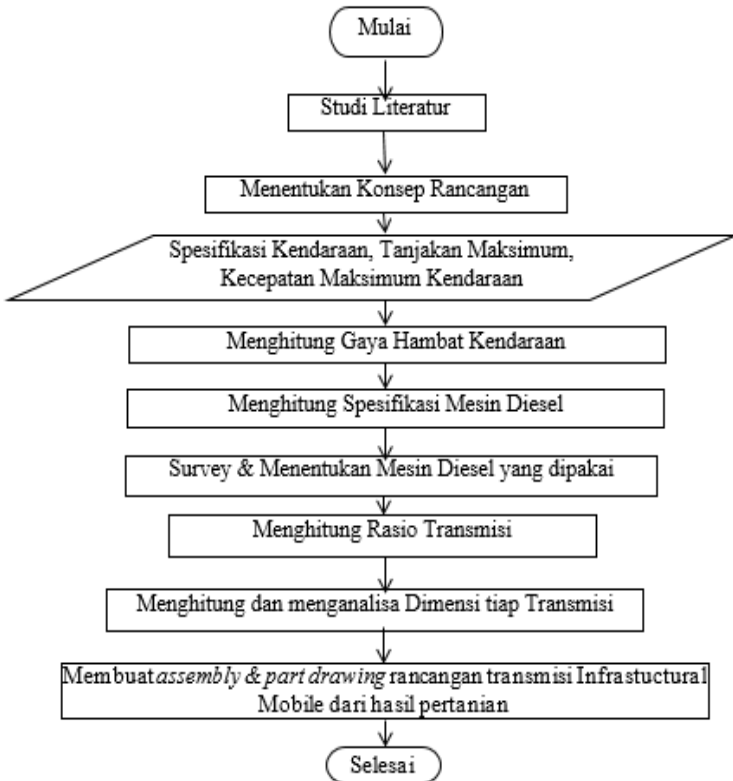 Mulai
Studi Literatur
Menentukan Konsep Rancangan
Spesifikasi Kendaraan, Tanjakan Maksimum,
Kecepatan Maksimum Kendaraan
Menghitung Gaya Hambat Kendaraan
Menghitung Spesifikasi Mesin Diesel
Survey & Menentukan Mesin Diesel yang dipakai
Menghitung Rasio Transmisi
Menghitung dan menganalisa Dimensi tiap Transmisi
Membuat assembly & part drawing rancangan transmisi Infrastuctural
Mobile dari hasil pertanian
Selesai